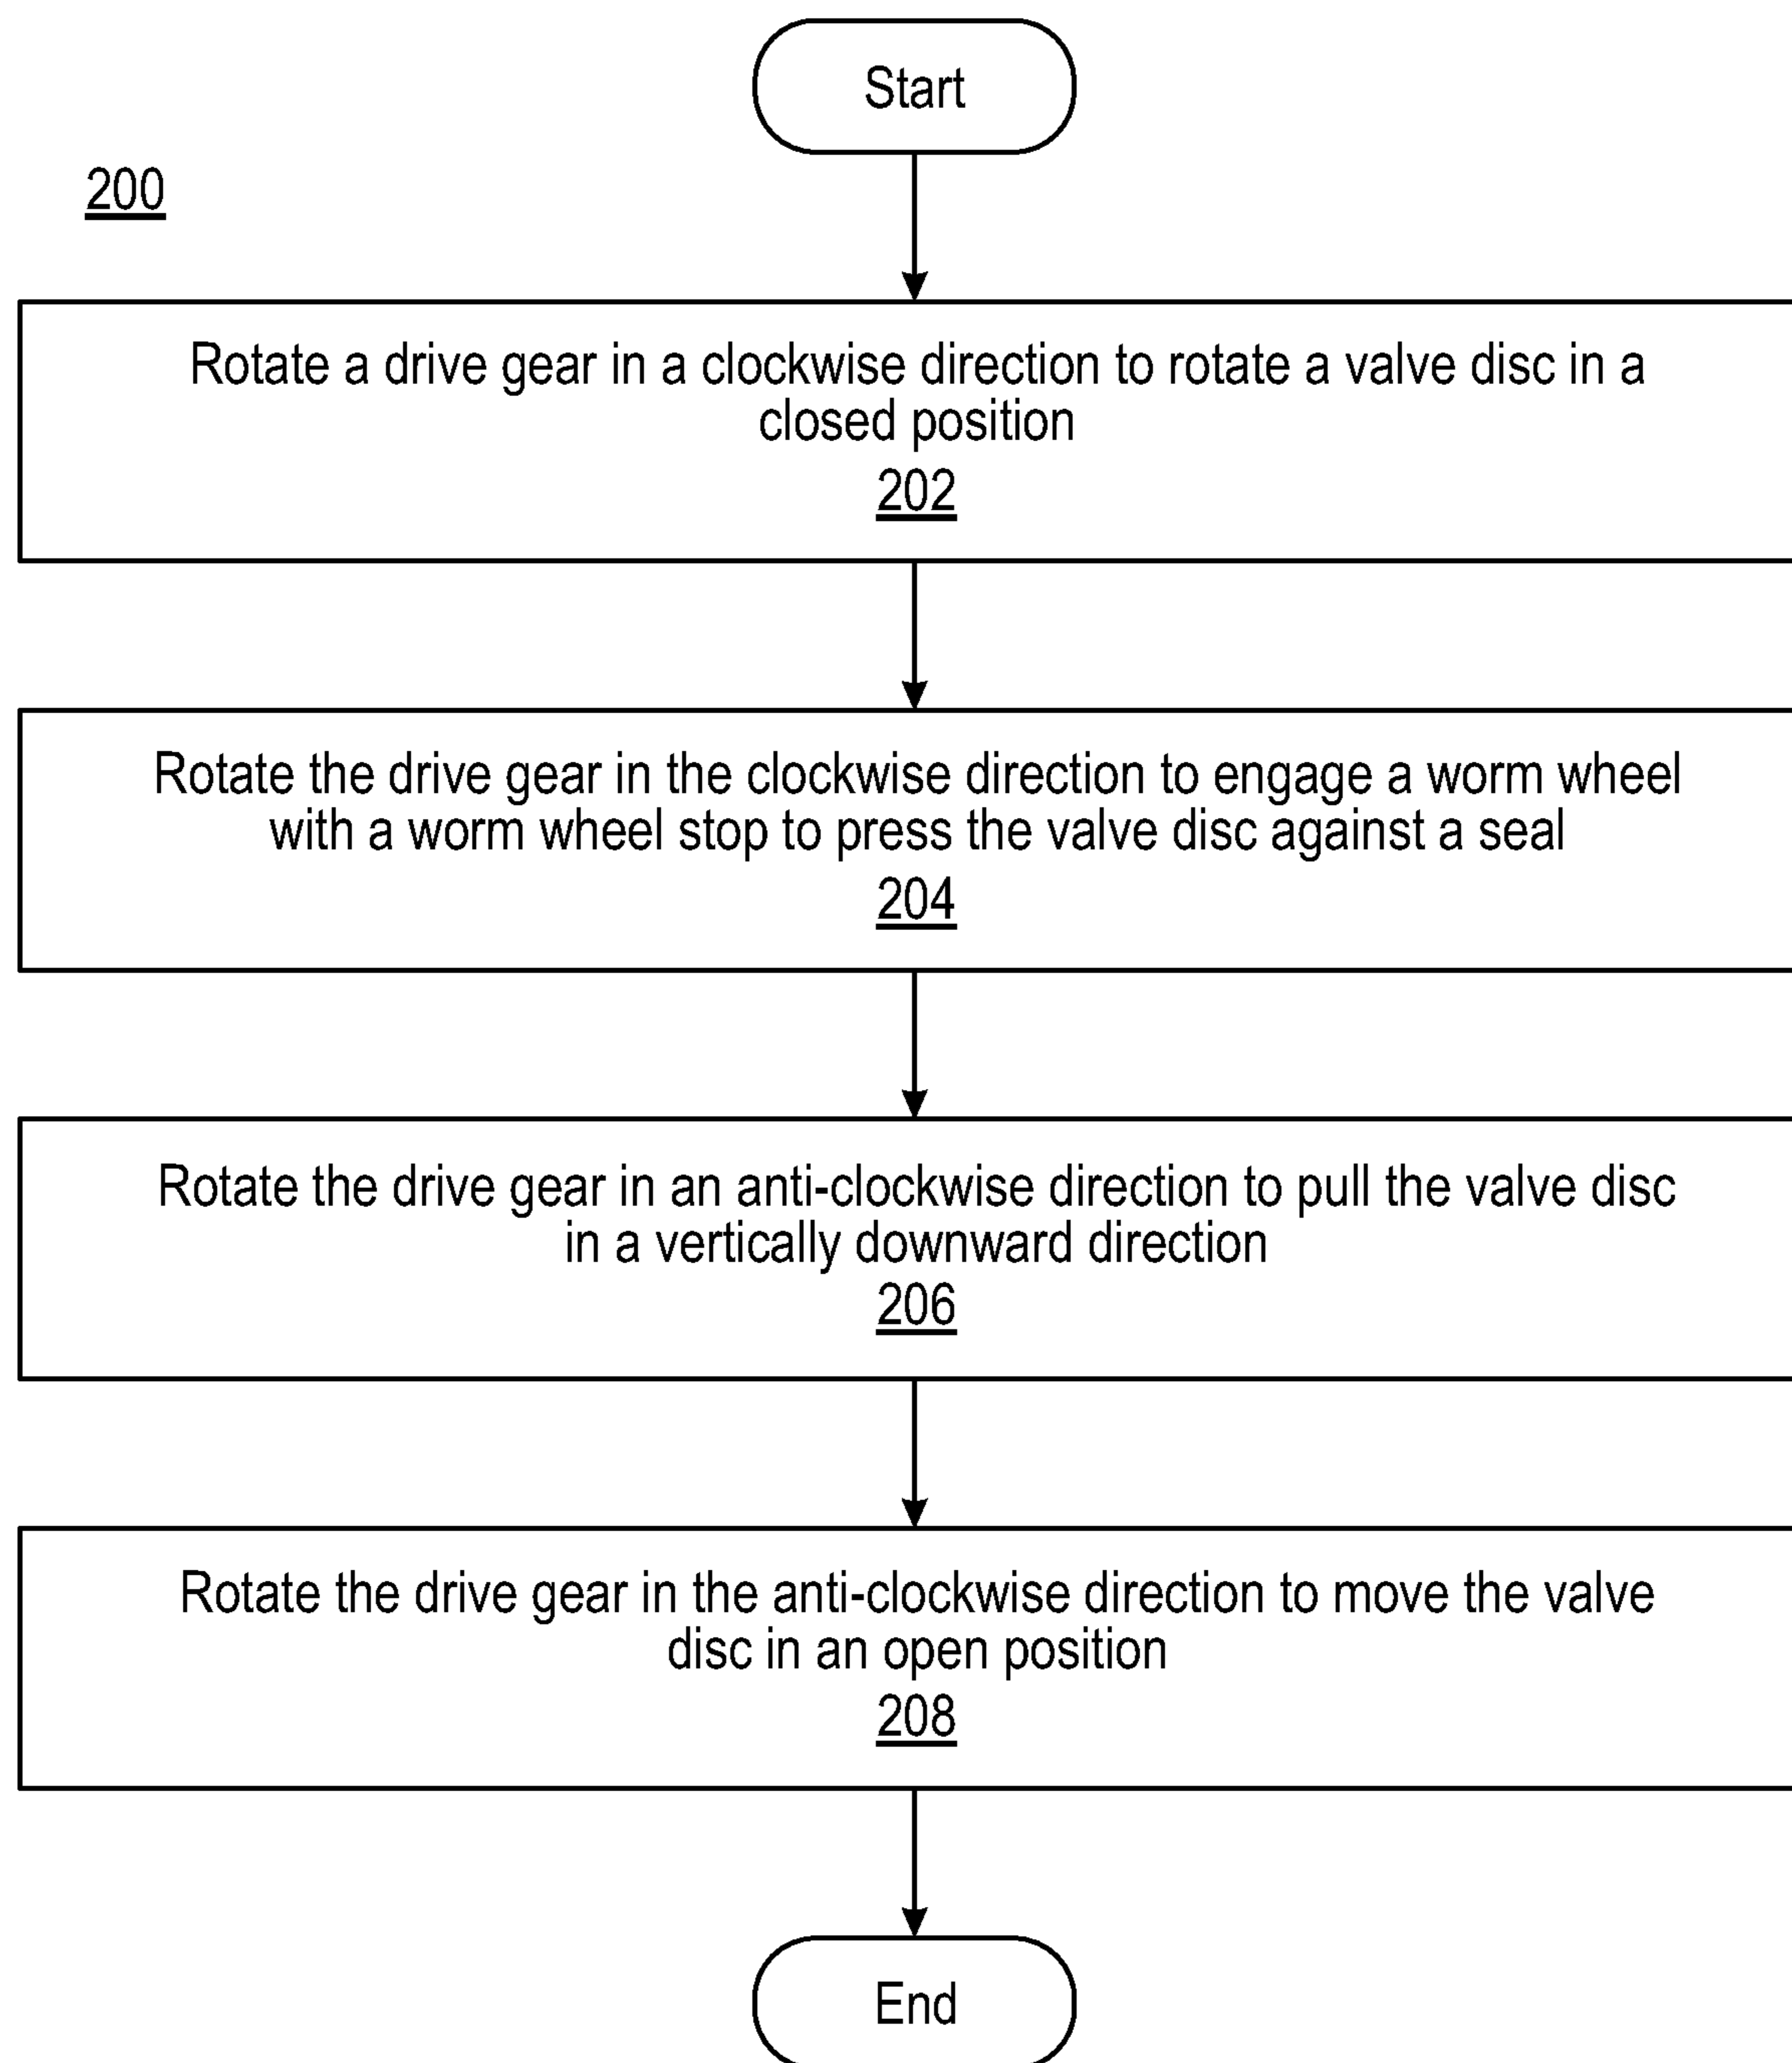 Start
200
Rotate a drive gear in a clockwise direction to rotate a valve disc in a
closed position
202
Rotate the drive gear in the clockwise direction to engage a worm wheel
with a worm wheel stop to press the valve disc against a seal
204
Rotate the drive gear in an anti-clockwise direction to pull the valve disc
in a vertically downward direction
206
Rotate the drive gear in the anti-clockwise direction to move the valve
disc in an open position
208
End